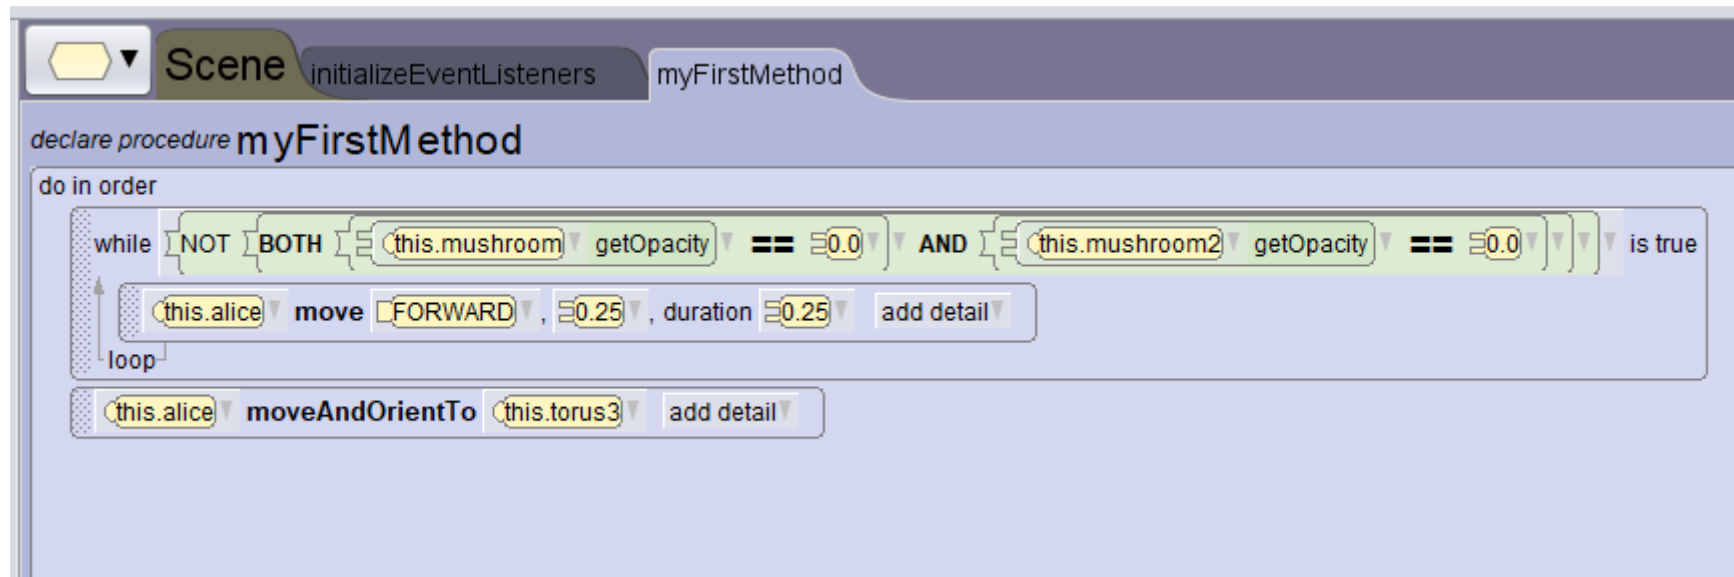 Scene initializeEventListeners myFirstMethod
declare procedure myFirstMethod
do in order
while NOT BOTH this.mushroom getOpacity == 0.0 AND this.mushroom2 getOpacity == 0.0 is true
this.alice move FORWARD , 0.25 , duration 0.25 add detail
loop
this.alice moveAndOrientTo this.torus3 add detail